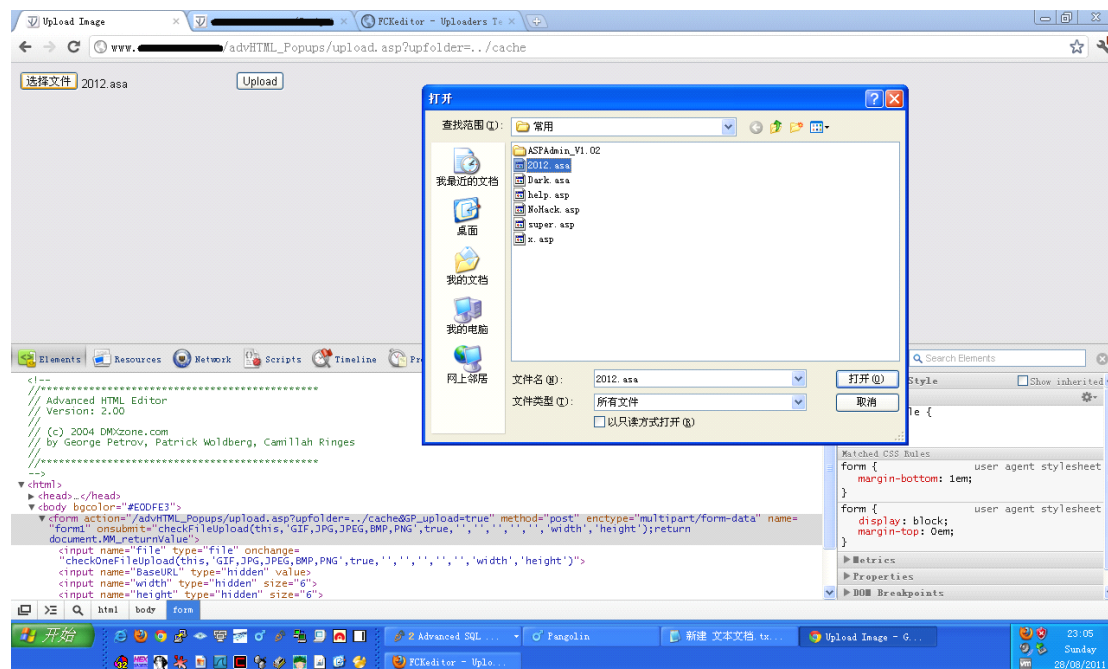 Upload Image
FCKeditor - Uploaders Te
www.
/advHTML_Popups/upload.asp?upfolder=../cache
选择文件 2012.asa Upload
打开
查找范围(I): 常用
我最近的文档
桌面
我的文档
我的电脑
网上邻居
ASPAdmin_V1.02
2012.asa
Dark.asa
help.asp
NoHack.asp
super.asp
x.asp
文件名(N): 2012.asa 打开(O)
文件类型(T): 所有文件 取消
以只读方式打开(R)
Elements Resources Network Scripts Timeline Pr
Search Elements
<!--
//*************************************************
// Advanced HTML Editor
// Version: 2.00
//
// (c) 2004 DMXzone.com
// by George Petrov, Patrick Woldberg, Camillah Ringes
//
//*************************************************
-->
<html>
<head>…</head>
<body bgcolor="#E0DFE3">
<form action="/advHTML_Popups/upload.asp?upfolder=../cache&GP_upload=true" method="post" enctype="multipart/form-data" name=
"form1" onsubmit="checkFileUpload(this,'GIF,JPG,JPEG,BMP,PNG',true,'','','','','','width','height');return
document.MM_returnValue">
<input name="file" type="file" onchange=
"checkOneFileUpload(this,'GIF,JPG,JPEG,BMP,PNG',true,'','','','','','width','height')">
<input name="BaseURL" type="hidden" value>
<input name="width" type="hidden" size="6">
<input name="height" type="hidden" size="6">
Style Show inherited
le {
Matched CSS Rules
form { user agent stylesheet
margin-bottom: 1em;
}
form { user agent stylesheet
display: block;
margin-top: 0em;
}
Metrics
Properties
DOM Breakpoints
html body form
开始
2 Advanced SQL ...
Pangolin
新建 文本文档.tx...
Upload Image - G...
FCKeditor - Uplo...
23:05
Sunday
28/08/2011